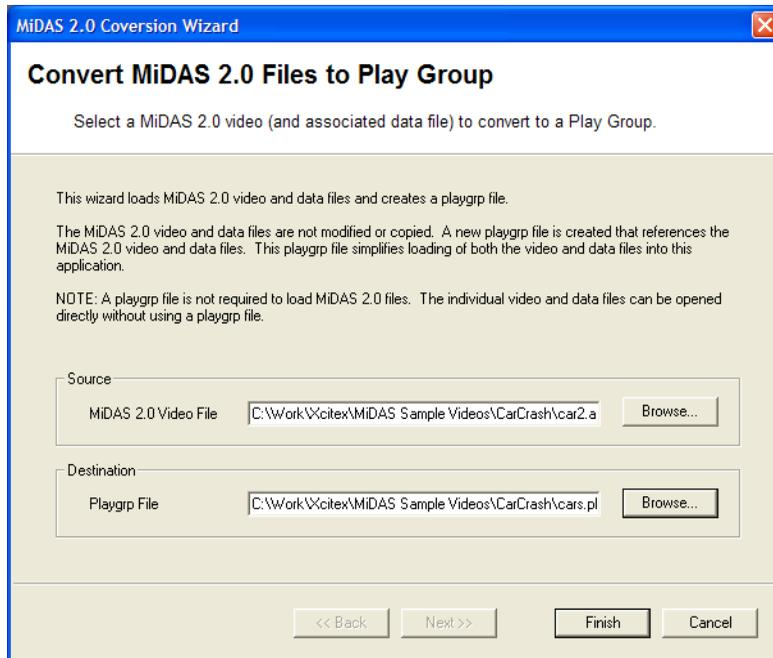 MiDAS 2.0 Coversion Wizard
Convert MiDAS 2.0 Files to Play Group
Select a MiDAS 2.0 video (and associated data file) to convert to a Play Group.
This wizard loads MiDAS 2.0 video and data files and creates a playgrp file.
The MiDAS 2.0 video and data files are not modified or copied.  A new playgrp file is created that references the
MiDAS 2.0 video and data files.  This playgrp file simplifies loading of both the video and data files into this
application.
NOTE: A playgrp file is not required to load MiDAS 2.0 files.  The individual video and data files can be opened
directly without using a playgrp file.
Source
MiDAS 2.0 Video File
C:\Work\Xcitex\MiDAS Sample Videos\CarCrash\car2.a
Browse...
Destination
Playgrp File
C:\Work\Xcitex\MiDAS Sample Videos\CarCrash\cars.pl
Browse...
<< Back
Next >>
Finish
Cancel